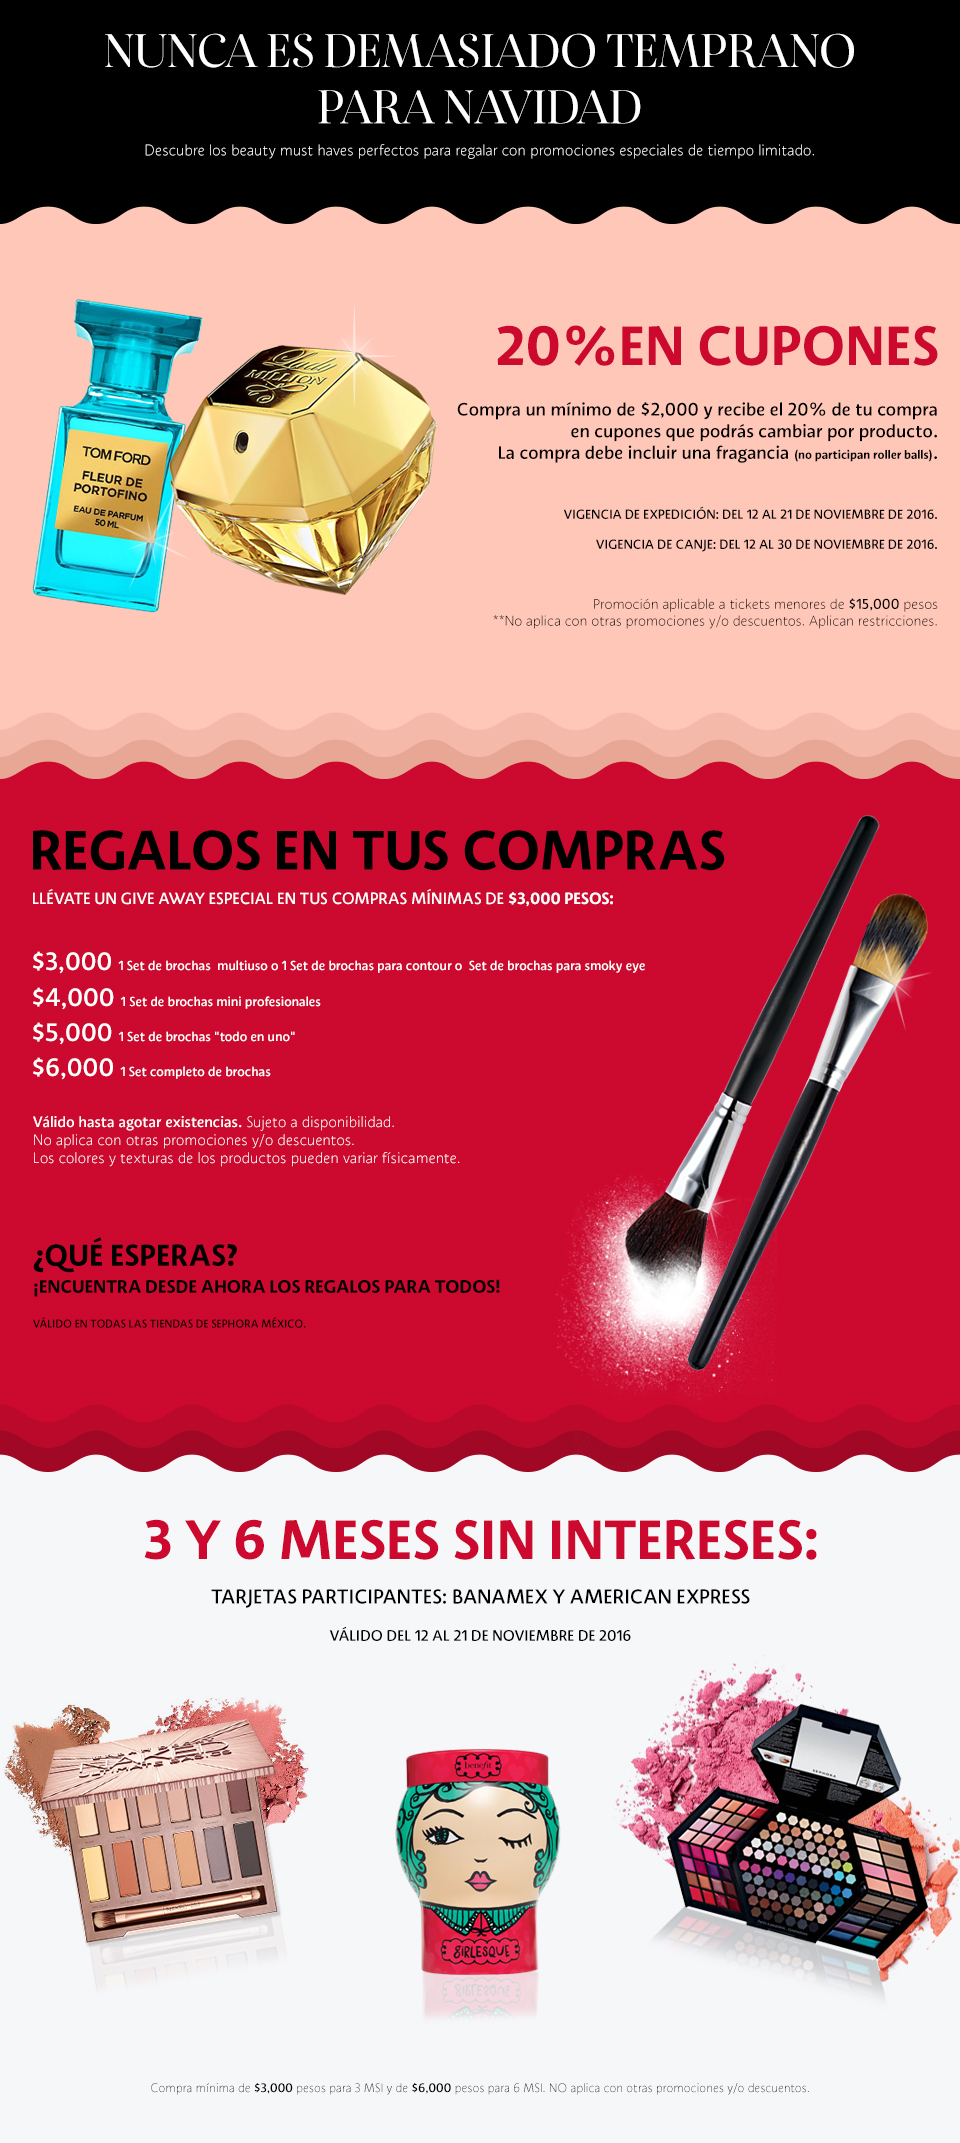 NUNCA ES DEMASIADO TEMPRANO
PARA NAVIDAD
Descubre los beauty must haves perfectos para regalar con promociones especiales de tiempo limitado.
TOM FORD
FLEUR DE
PORTOFINO
EAU DE PARFUM
50 ML
Lady
MILLION
20% EN CUPONES
Compra un mínimo de $2,000 y recibe el 20% de tu compra
en cupones que podrás cambiar por producto.
La compra debe incluir una fragancia (no participan roller balls).
VIGENCIA DE EXPEDICIÓN: DEL 12 AL 21 DE NOVIEMBRE DE 2016.
VIGENCIA DE CANJE: DEL 12 AL 30 DE NOVIEMBRE DE 2016.
Promoción aplicable a tickets menores de $15,000 pesos
**No aplica con otras promociones y/o descuentos. Aplican restricciones.
REGALOS EN TUS COMPRAS
LLÉVATE UN GIVE AWAY ESPECIAL EN TUS COMPRAS MÍNIMAS DE $3,000 PESOS:
$3,000 1 Set de brochas multiuso o 1 Set de brochas para contour o Set de brochas para smoky eye
$4,000 1 Set de brochas mini profesionales
$5,000 1 Set de brochas "todo en uno"
$6,000 1 Set completo de brochas
Válido hasta agotar existencias. Sujeto a disponibilidad.
No aplica con otras promociones y/o descuentos.
Los colores y texturas de los productos pueden variar físicamente.
¿QUÉ ESPERAS?
¡ENCUENTRA DESDE AHORA LOS REGALOS PARA TODOS!
VÁLIDO EN TODAS LAS TIENDAS DE SEPHORA MÉXICO.
3 Y 6 MESES SIN INTERESES:
TARJETAS PARTICIPANTES: BANAMEX Y AMERICAN EXPRESS
VÁLIDO DEL 12 AL 21 DE NOVIEMBRE DE 2016
NAKED
benefit
GIRLESQUE
SEPHORA
Compra mínima de $3,000 pesos para 3 MSI y de $6,000 pesos para 6 MSI. NO aplica con otras promociones y/o descuentos.